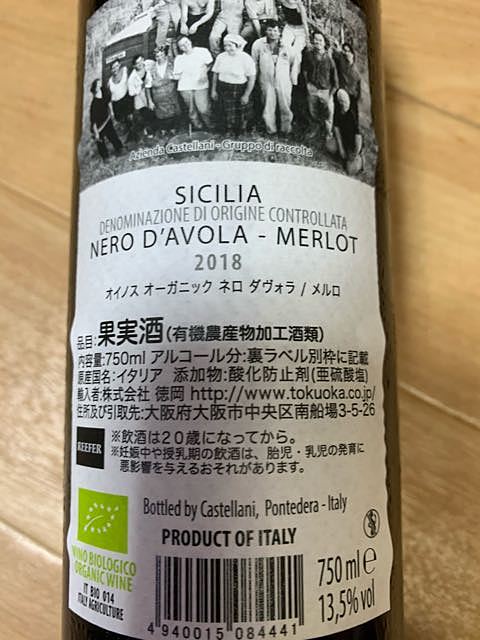 Azienda Castellani - Gruppo di raccolta
SICILIA
DENOMINAZIONE DI ORIGINE CONTROLLATA
NERO D'AVOLA - MERLOT
2018
オイノス オーガニック ネロ ダヴォラ / メルロ
品目:果実酒(有機農産物加工酒類)
内容量:750ml アルコール分:裏ラベル別枠に記載
原産国名:イタリア 添加物:酸化防止剤(亜硫酸塩)
輸入者:株式会社 徳岡 http://www.tokuoka.co.jp/
住所及び引取先:大阪府大阪市中央区南船場3-5-26
REEFER
※飲酒は20歳になってから。
※妊娠中や授乳期の飲酒は、胎児・乳児の発育に
悪影響を与えるおそれがあります。
Bottled by Castellani, Pontedera - Italy
PRODUCT OF ITALY
VINO BIOLOGICO
ORGANIC WINE
IT BIO 014
ITALY AGRICULTURE
750 ml e
13,5% vol
4 940015 084441